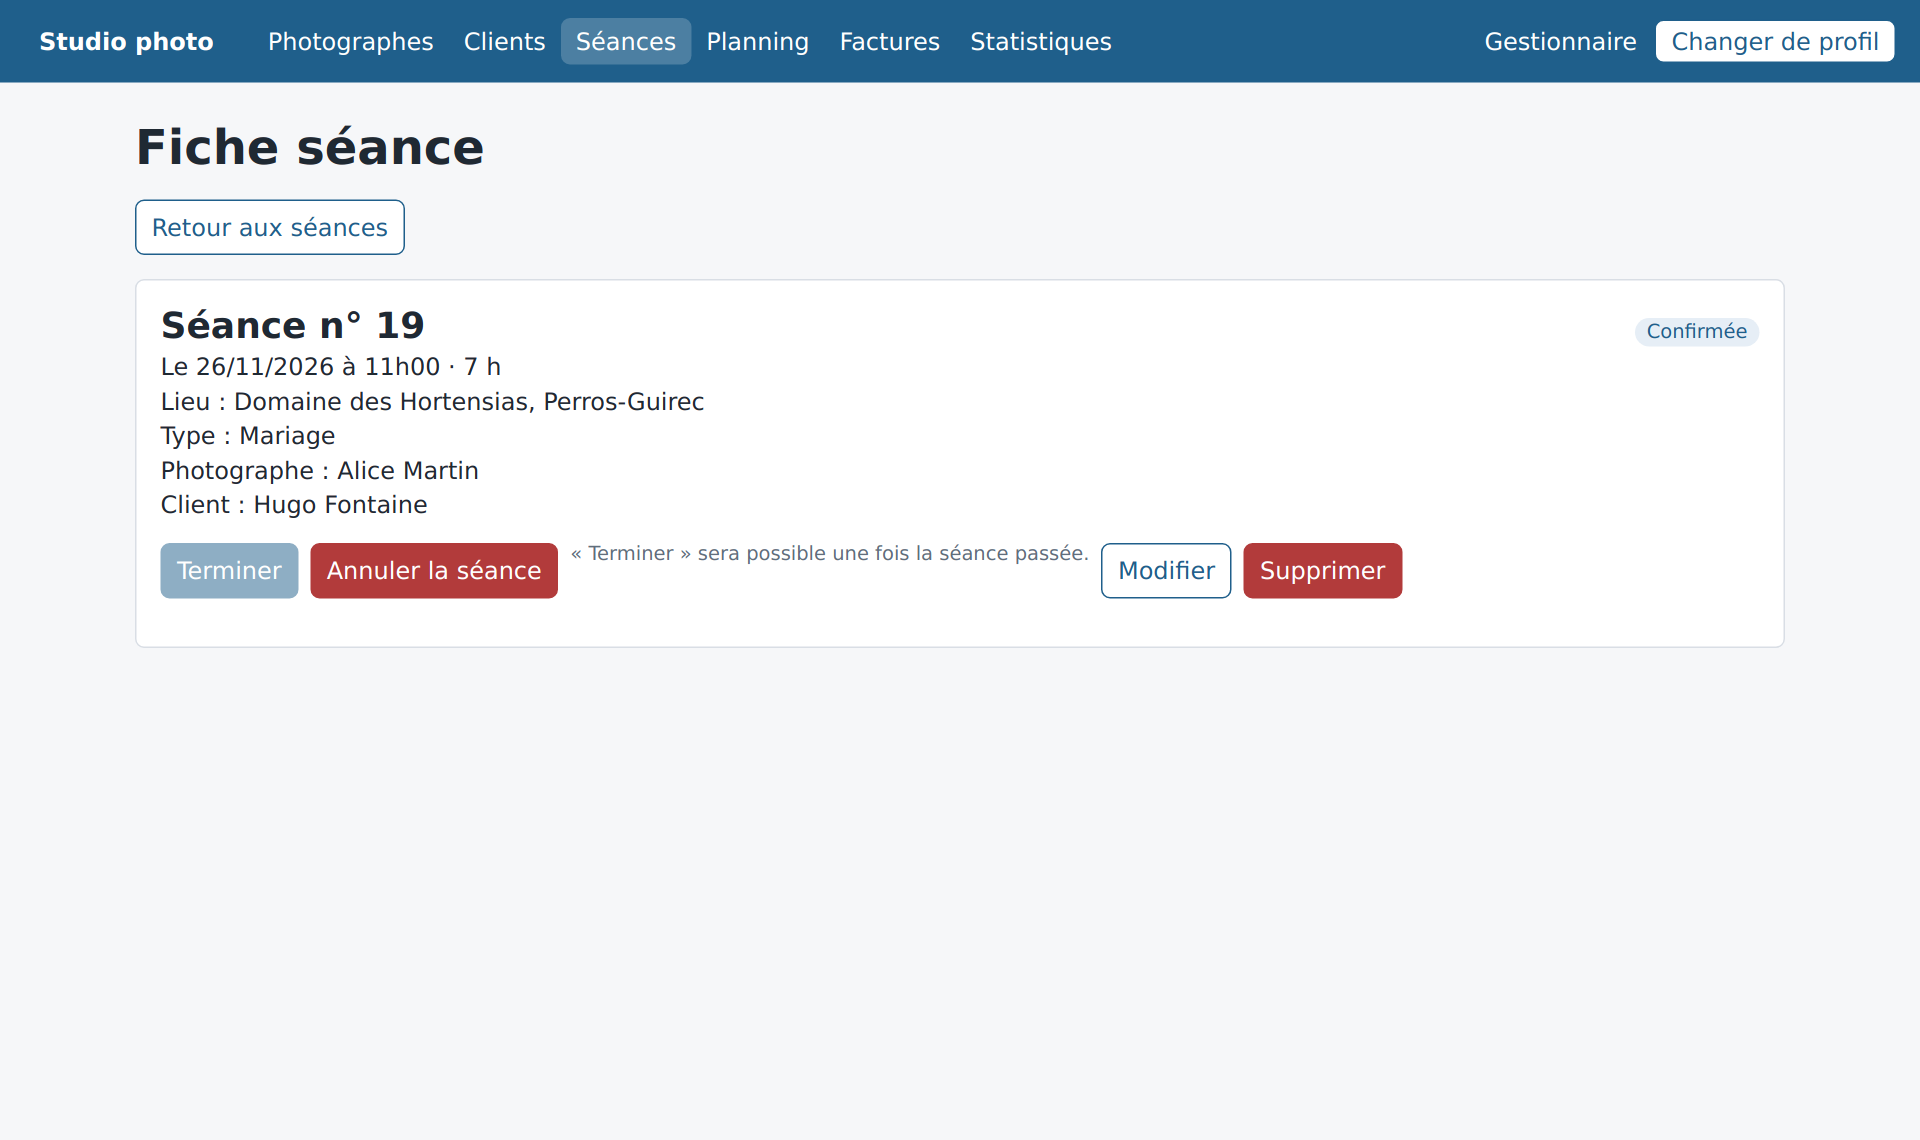 Studio photo Photographes Clients Séances Planning Factures Statistiques Gestionnaire Changer de profil
Fiche séance
Retour aux séances
Séance n° 19 Confirmée
Le 26/11/2026 à 11h00 · 7 h
Lieu : Domaine des Hortensias, Perros-Guirec
Type : Mariage
Photographe : Alice Martin
Client : Hugo Fontaine
Terminer Annuler la séance « Terminer » sera possible une fois la séance passée. Modifier Supprimer